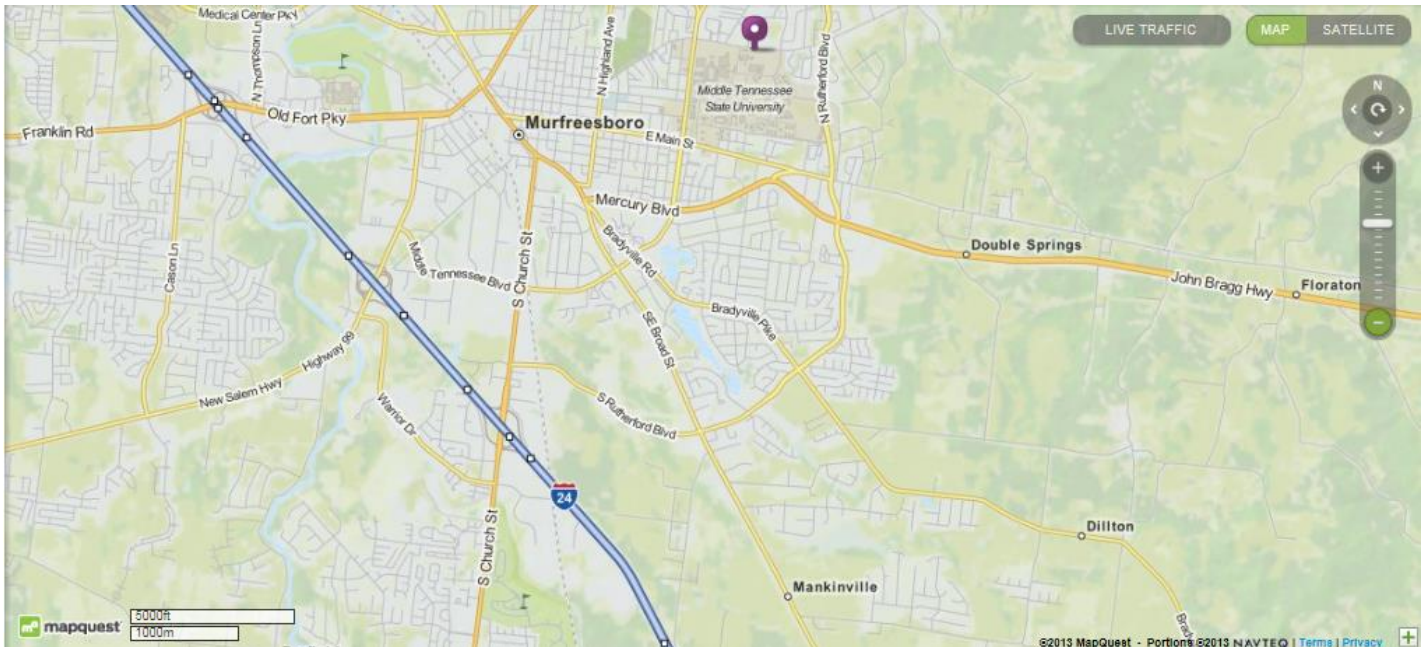 Medical Center Pky
N Thompson Ln
N Highland Ave
N Rutherford Blvd
LIVE TRAFFIC
MAP
SATELLITE
N
Middle Tennessee
State University
Old Fort Pky
Franklin Rd
Murfreesboro
E Main St
Mercury Blvd
Cason Ln
Middle Tennessee Blvd
S Church St
Bradyville Rd
Double Springs
John Bragg Hwy
Floraton
Bradyville Pike
SE Broad St
Highway 99
New Salem Hwy
Warrior Dr
S Rutherford Blvd
24
S Church St
Dillton
Mankinville
mapquest
5000ft
1000m
©2013 MapQuest - Portions ©2013 NAVTEQ | Terms | Privacy